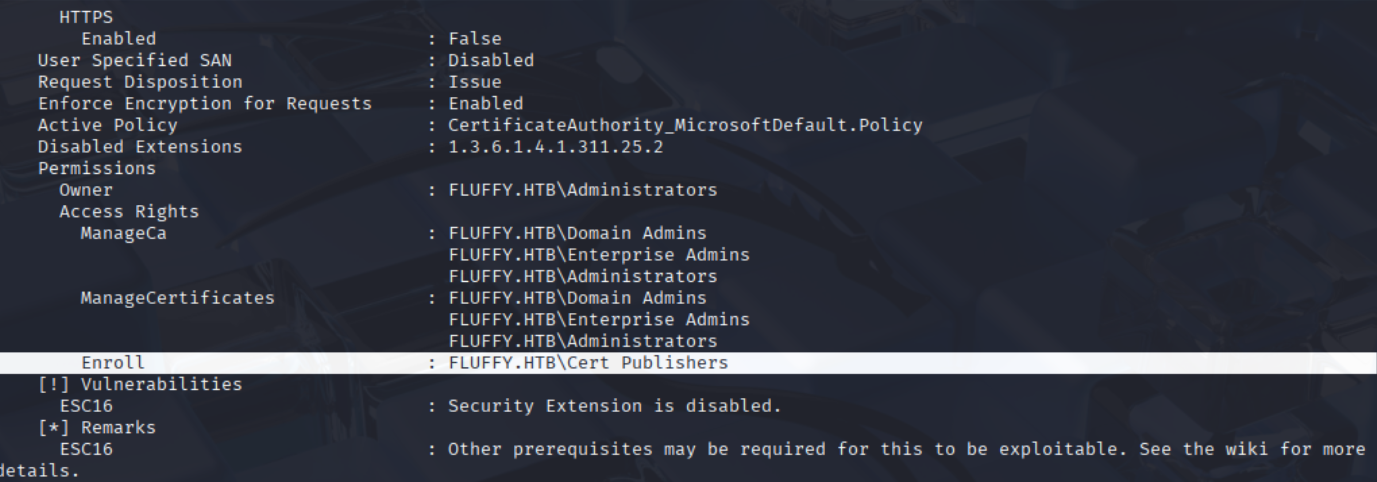 HTTPS
Enabled : False
User Specified SAN : Disabled
Request Disposition : Issue
Enforce Encryption for Requests : Enabled
Active Policy : CertificateAuthority_MicrosoftDefault.Policy
Disabled Extensions : 1.3.6.1.4.1.311.25.2
Permissions
Owner : FLUFFY.HTB\Administrators
Access Rights
ManageCa : FLUFFY.HTB\Domain Admins
FLUFFY.HTB\Enterprise Admins
FLUFFY.HTB\Administrators
ManageCertificates : FLUFFY.HTB\Domain Admins
FLUFFY.HTB\Enterprise Admins
FLUFFY.HTB\Administrators
Enroll : FLUFFY.HTB\Cert Publishers
[!] Vulnerabilities
ESC16 : Security Extension is disabled.
[*] Remarks
ESC16 : Other prerequisites may be required for this to be exploitable. See the wiki for more
details.